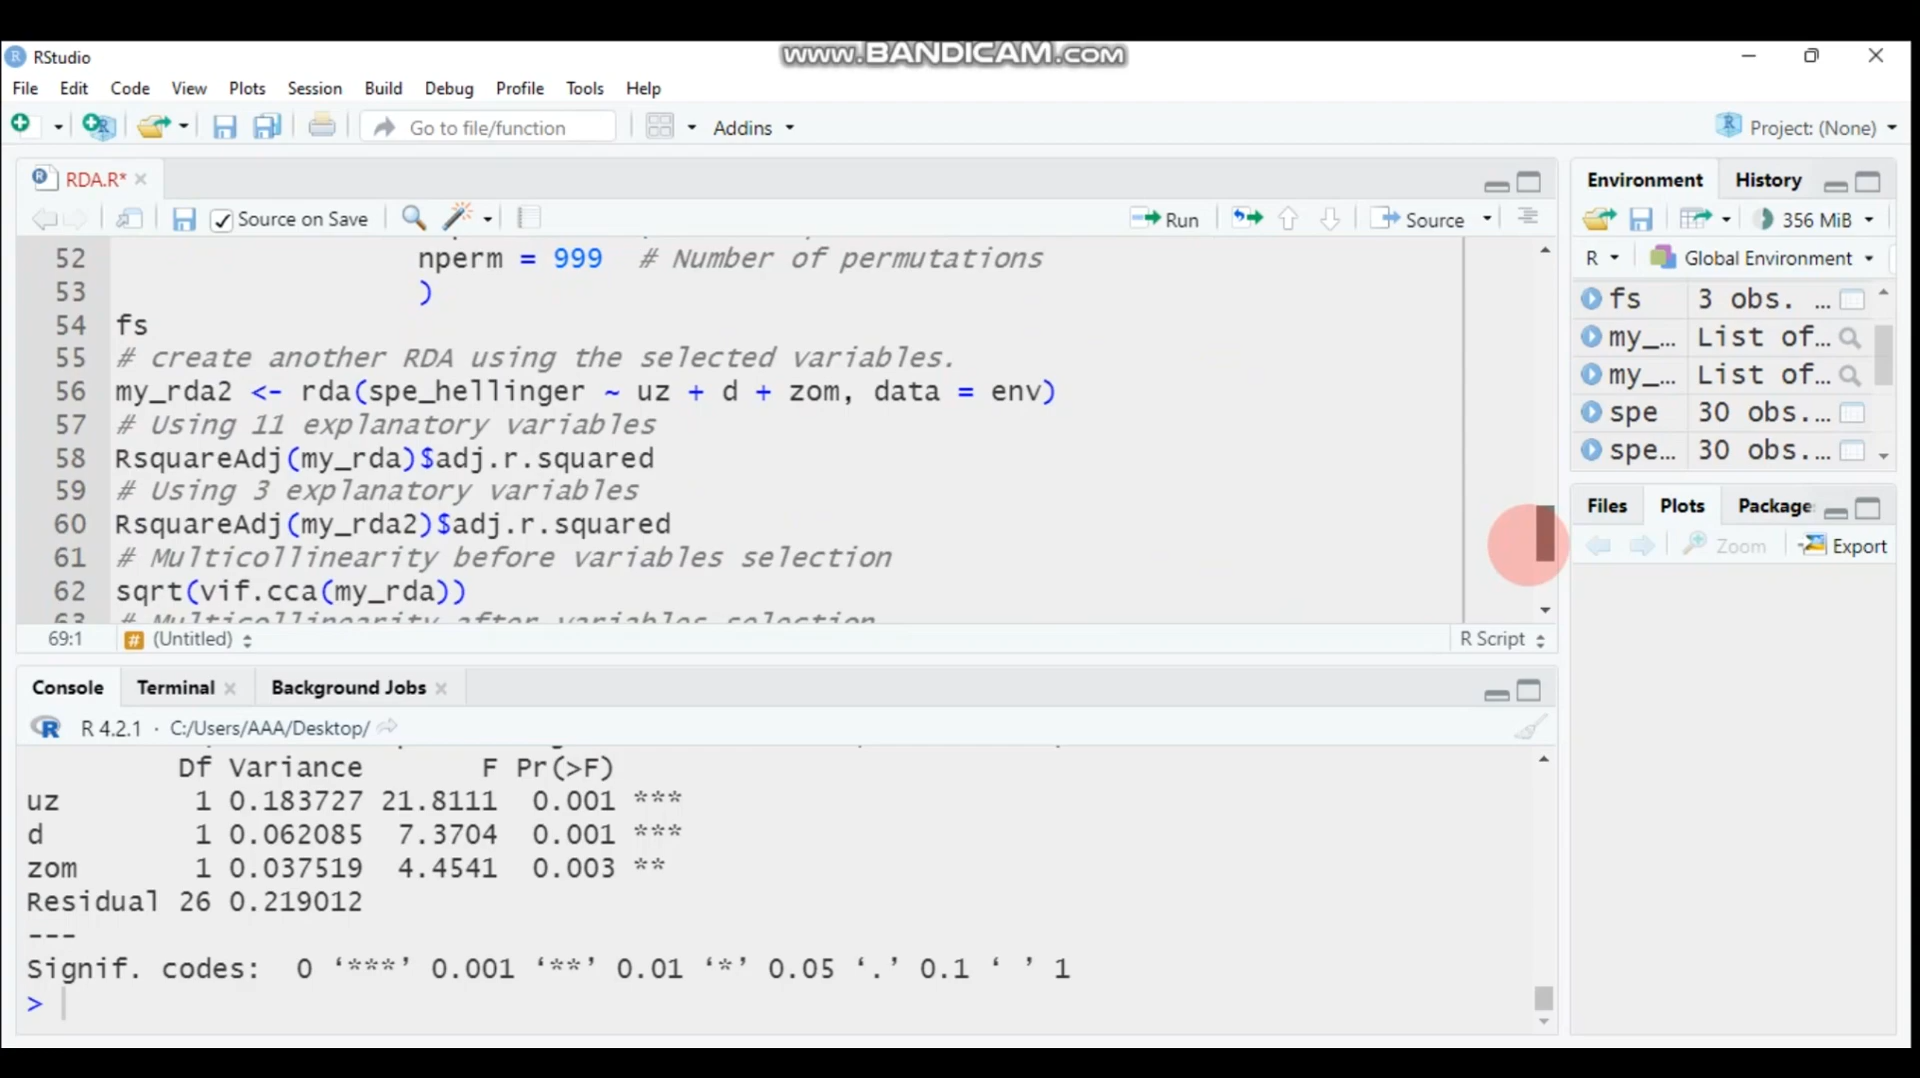 www.BANDICAM.com
RStudio
File Edit Code View Plots Session Build Debug Profile Tools Help
Go to file/function Addins Project: (None)
RDA.R*
Source on Save Run Source
52 nperm = 999 # Number of permutations
53 )
54 fs
55 # create another RDA using the selected variables.
56 my_rda2 <- rda(spe_hellinger ~ uz + d + zom, data = env)
57 # Using 11 explanatory variables
58 RsquareAdj(my_rda)$adj.r.squared
59 # Using 3 explanatory variables
60 RsquareAdj(my_rda2)$adj.r.squared
61 # Multicollinearity before variables selection
62 sqrt(vif.cca(my_rda))
63 # Multicollinearity after variables selection
69:1 # (Untitled) R Script
Console Terminal Background Jobs
R 4.2.1 · C:/Users/AAA/Desktop/
Df Variance F Pr(>F)
uz 1 0.183727 21.8111 0.001 ***
d 1 0.062085 7.3704 0.001 ***
zom 1 0.037519 4.4541 0.003 **
Residual 26 0.219012
---
Signif. codes: 0 ‘***’ 0.001 ‘**’ 0.01 ‘*’ 0.05 ‘.’ 0.1 ‘ ’ 1
>
Environment History
356 MiB
R Global Environment
fs 3 obs. ...
my_... List of...
my_... List of...
spe 30 obs....
spe... 30 obs....
Files Plots Package
Zoom Export